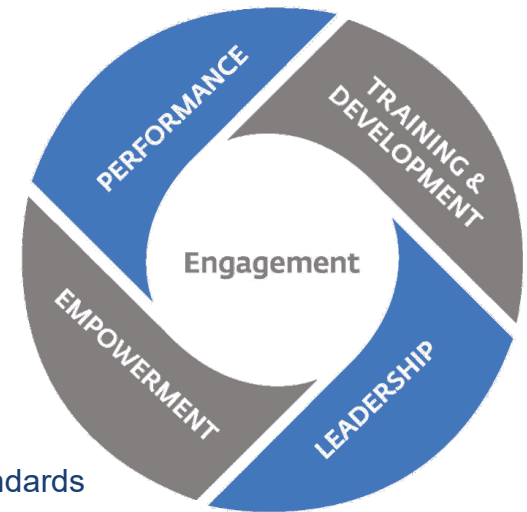 PERFORMANCE
TRAINING &
DEVELOPMENT
Engagement
EMPOWERMENT
LEADERSHIP
ndards